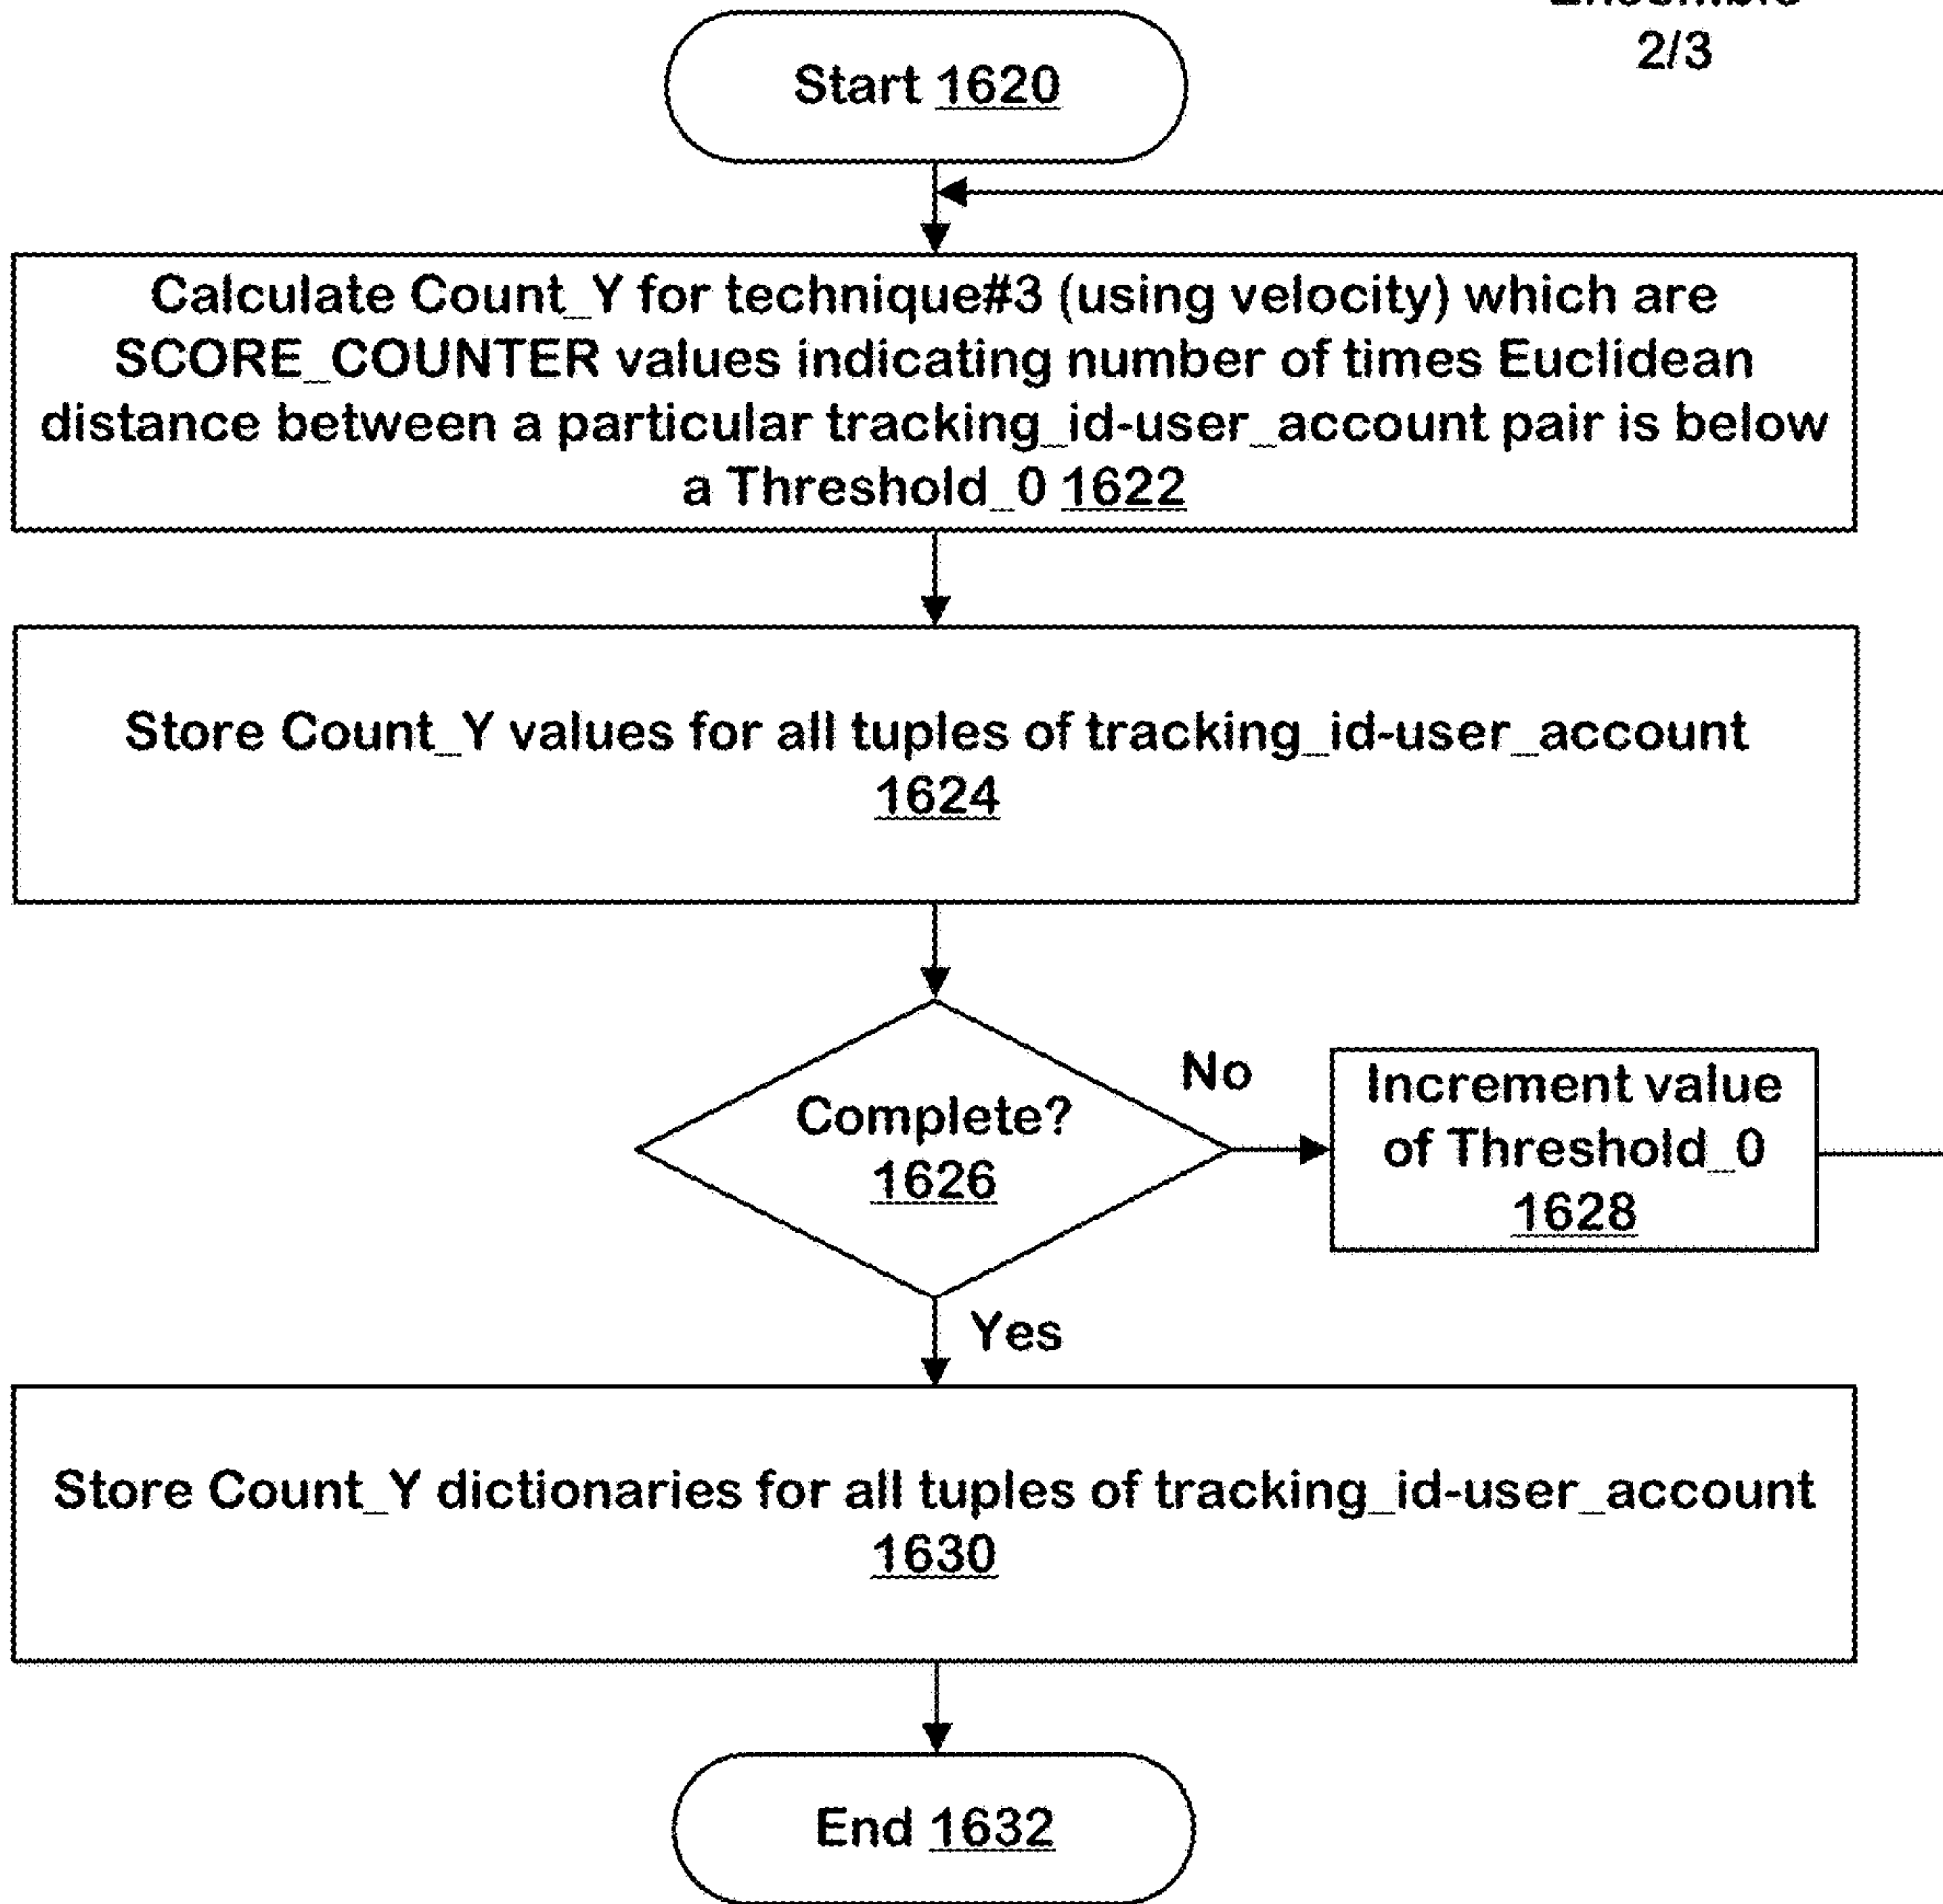 2/3
Start 1620
Calculate Count_Y for technique#3 (using velocity) which are
SCORE_COUNTER values indicating number of times Euclidean
distance between a particular tracking_id-user_account pair is below
a Threshold_0 1622
Store Count_Y values for all tuples of tracking_id-user_account
1624
No
Complete?
1626
Increment value
of Threshold_0
1628
Yes
Store Count_Y dictionaries for all tuples of tracking_id-user_account
1630
End 1632